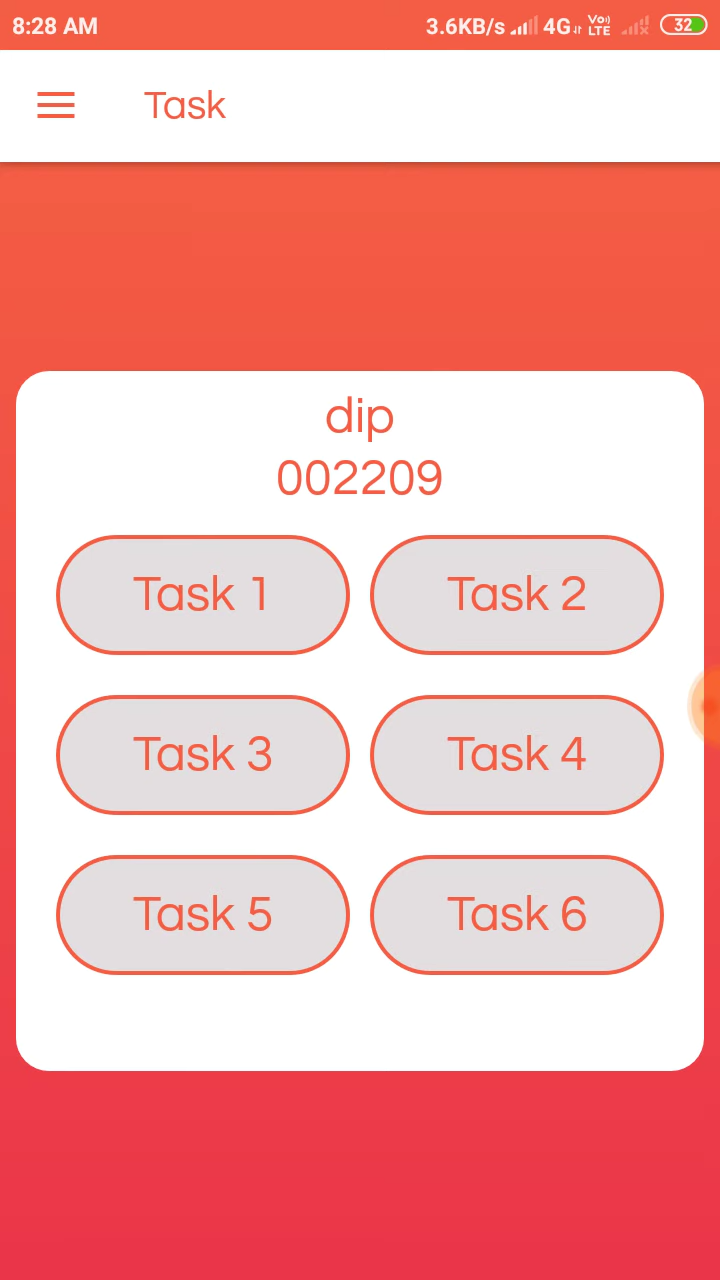 8:28 AM 3.6KB/s 4G Vo LTE 32
Task
dip
002209
Task 1 Task 2
Task 3 Task 4
Task 5 Task 6